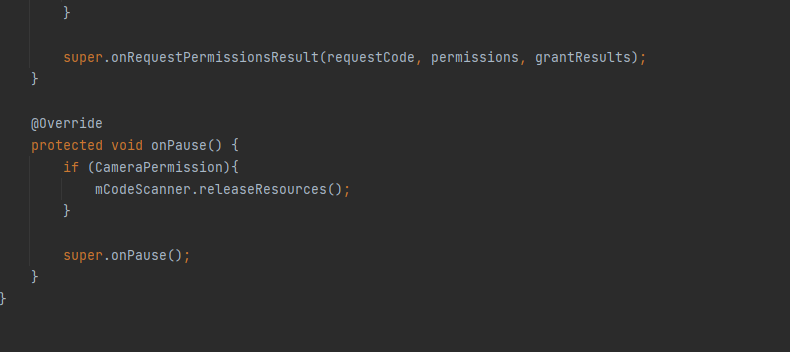 }
super.onRequestPermissionsResult(requestCode, permissions, grantResults);
}
@Override
protected void onPause() {
if (CameraPermission){
mCodeScanner.releaseResources();
}
super.onPause();
}
}